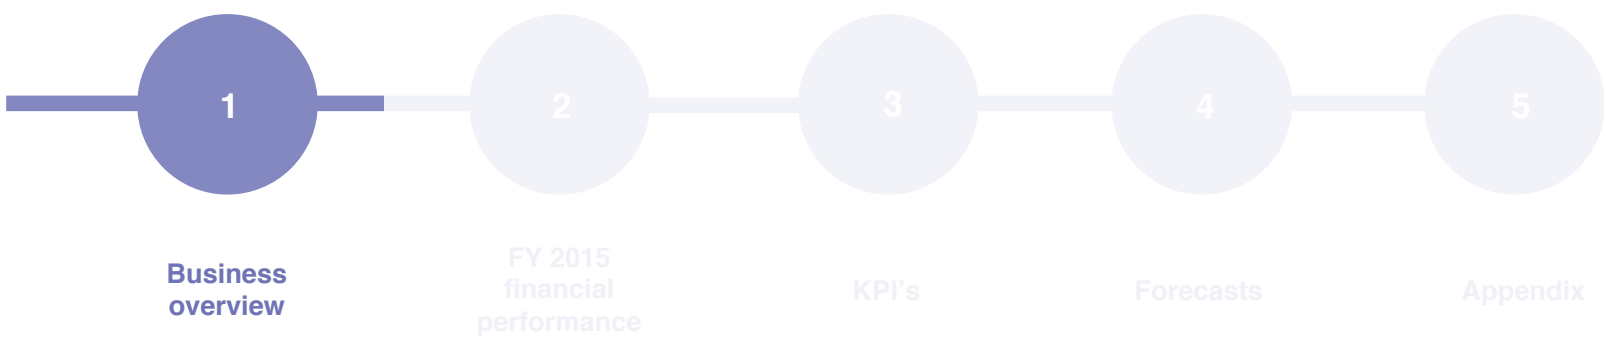 1
2
3
4
5
Business
overview
FY 2015
financial
performance
KPI's
Forecasts
Appendix